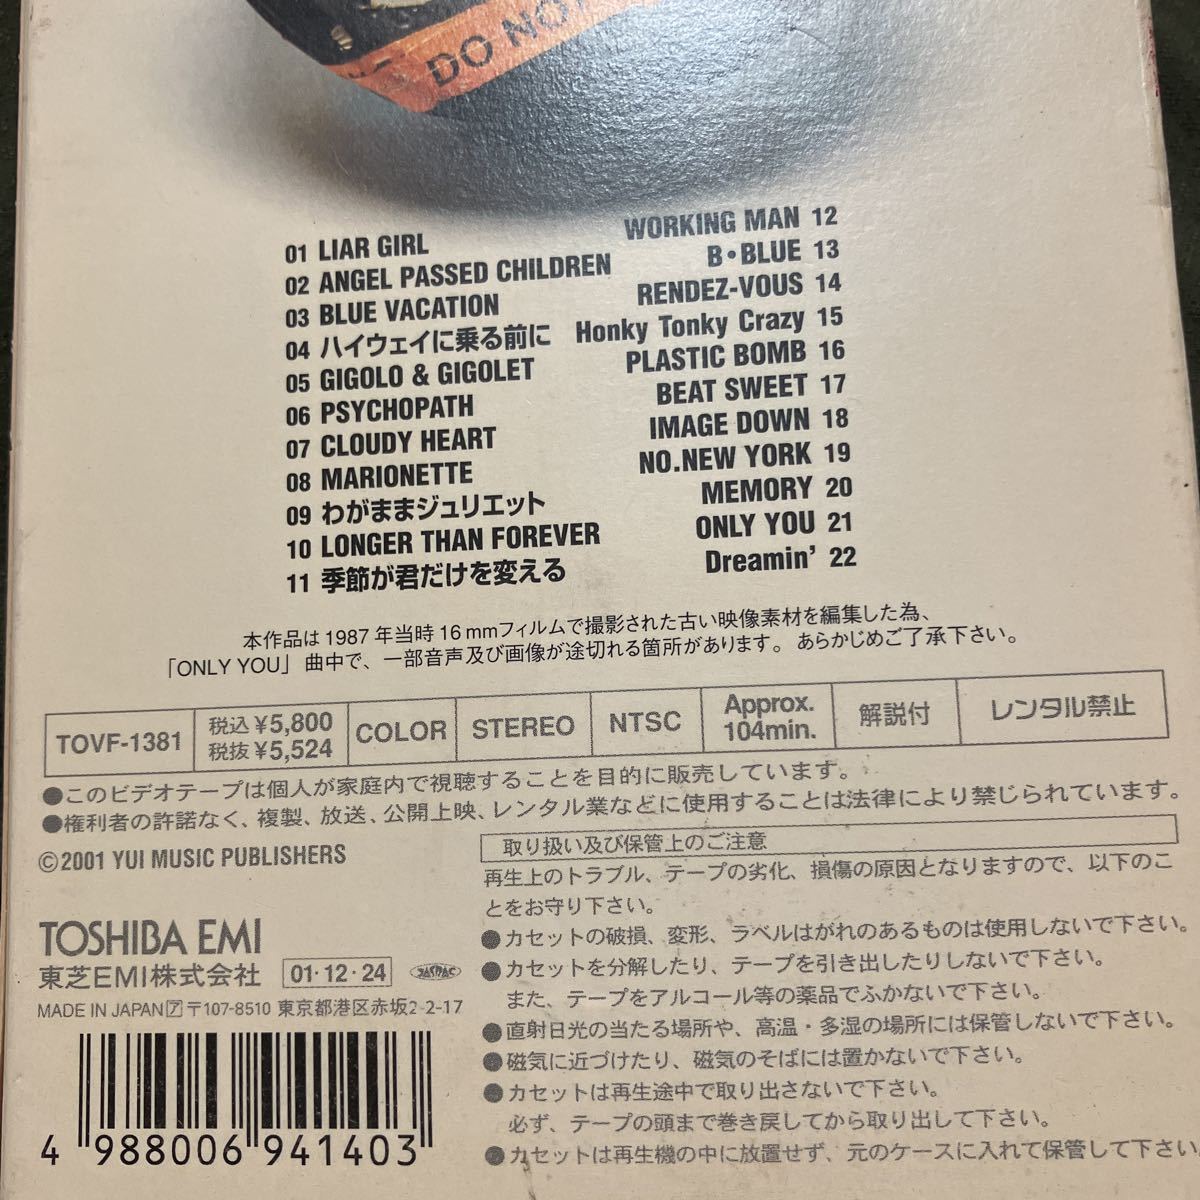 DO NOT
01 LIAR GIRL
02 ANGEL PASSED CHILDREN
03 BLUE VACATION
04 ハイウェイに乗る前に
05 GIGOLO & GIGOLET
06 PSYCHOPATH
07 CLOUDY HEART
08 MARIONETTE
09 わがままジュリエット
10 LONGER THAN FOREVER
11 季節が君だけを変える
WORKING MAN 12
B・BLUE 13
RENDEZ-VOUS 14
Honky Tonky Crazy 15
PLASTIC BOMB 16
BEAT SWEET 17
IMAGE DOWN 18
NO.NEW YORK 19
MEMORY 20
ONLY YOU 21
Dreamin' 22
本作品は1987年当時16mmフィルムで撮影された古い映像素材を編集した為、
「ONLY YOU」曲中で、一部音声及び画像が途切れる箇所があります。あらかじめご了承下さい。
TOVF-1381 税込¥5,800 税抜¥5,524 COLOR STEREO NTSC Approx. 104min. 解説付 レンタル禁止
●このビデオテープは個人が家庭内で視聴することを目的に販売しています。
●権利者の許諾なく、複製、放送、公開上映、レンタル業などに使用することは法律により禁じられています。
©2001 YUI MUSIC PUBLISHERS
TOSHIBA EMI
東芝EMI株式会社 01・12・24 JASRAC
MADE IN JAPAN ア 〒107-8510 東京都港区赤坂2-2-17
4 988006 941403
取り扱い及び保管上のご注意
再生上のトラブル、テープの劣化、損傷の原因となりますので、以下のこ
とをお守り下さい。
●カセットの破損、変形、ラベルはがれのあるものは使用しないで下さい。
●カセットを分解したり、テープを引き出したりしないで下さい。
また、テープをアルコール等の薬品でふかないで下さい。
●直射日光の当たる場所や、高温・多湿の場所には保管しないで下さい。
●磁気に近づけたり、磁気のそばには置かないで下さい。
●カセットは再生途中で取り出さないで下さい。
必ず、テープの頭まで巻き戻してから取り出して下さい。
●カセットは再生機の中に放置せず、元のケースに入れて保管して下さい